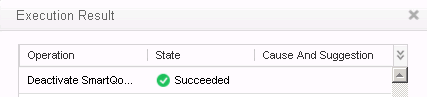 Execution Result
Operation State Cause And Suggestion
Deactivate SmartQo... Succeeded